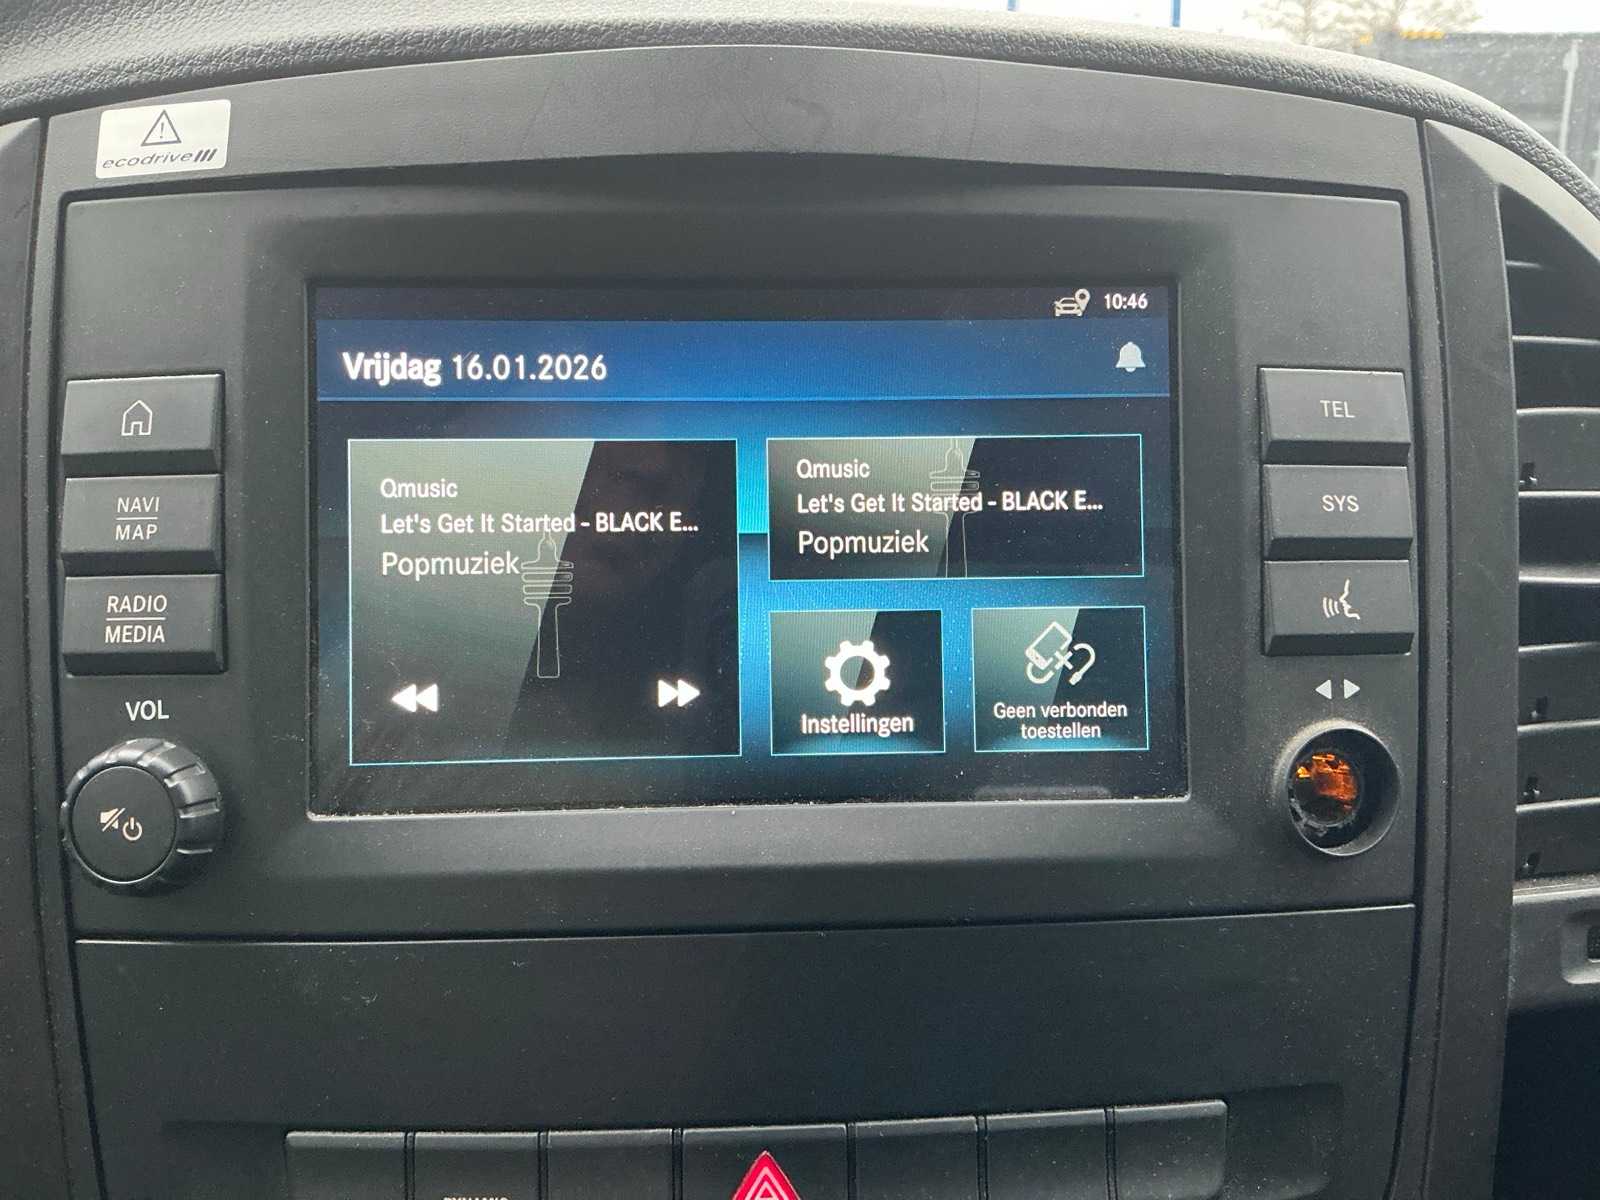 ecodrive
10:46
Vrijdag 16.01.2026
Qmusic
Let's Get It Started - BLACK E...
Popmuziek
Qmusic
Let's Get It Started - BLACK E...
Popmuziek
Instellingen
Geen verbonden
toestellen
NAVI
MAP
RADIO
MEDIA
VOL
TEL
SYS
DYNAMIC